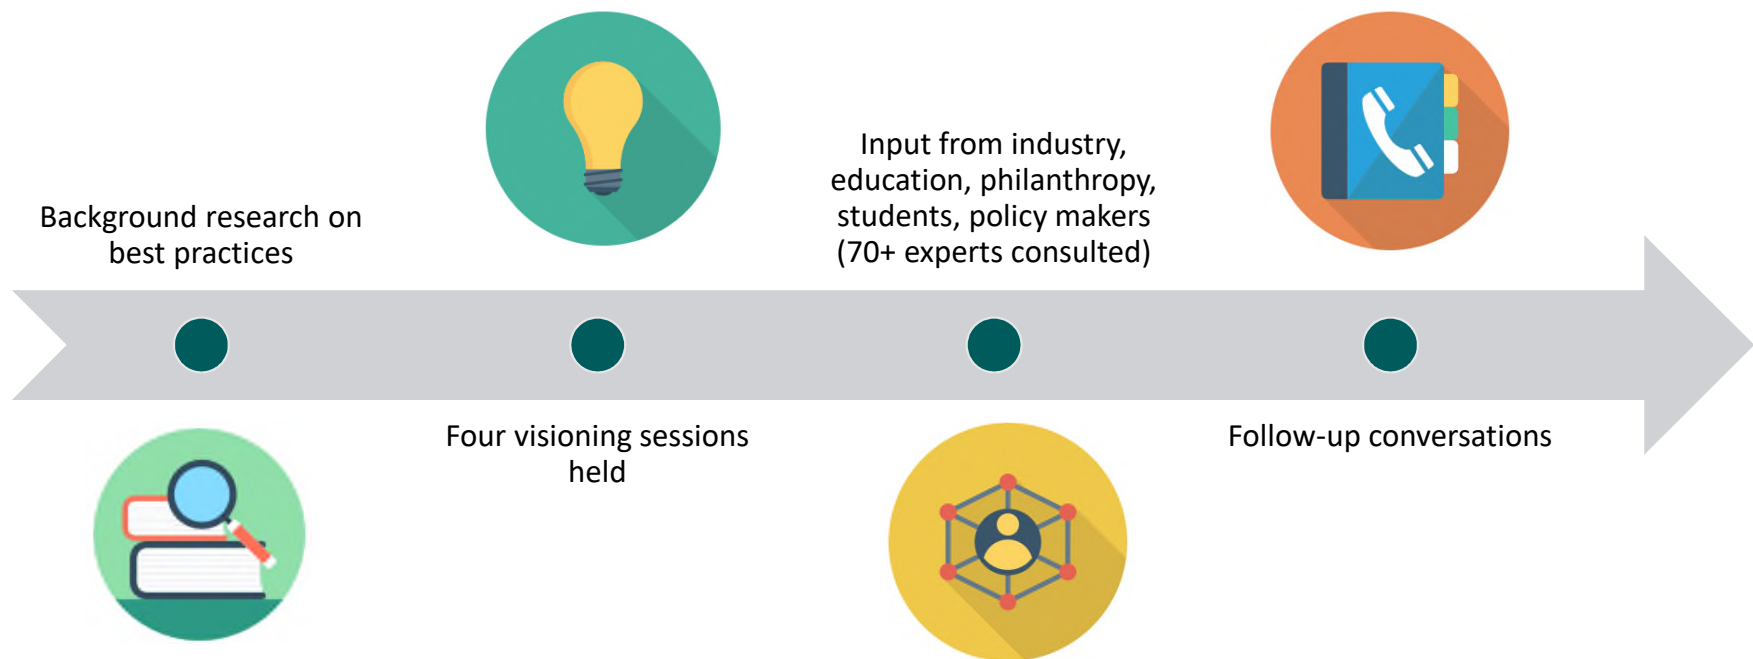 Background research on
best practices
Four visioning sessions
held
Input from industry,
education, philanthropy,
students, policy makers
(70+ experts consulted)
Follow-up conversations